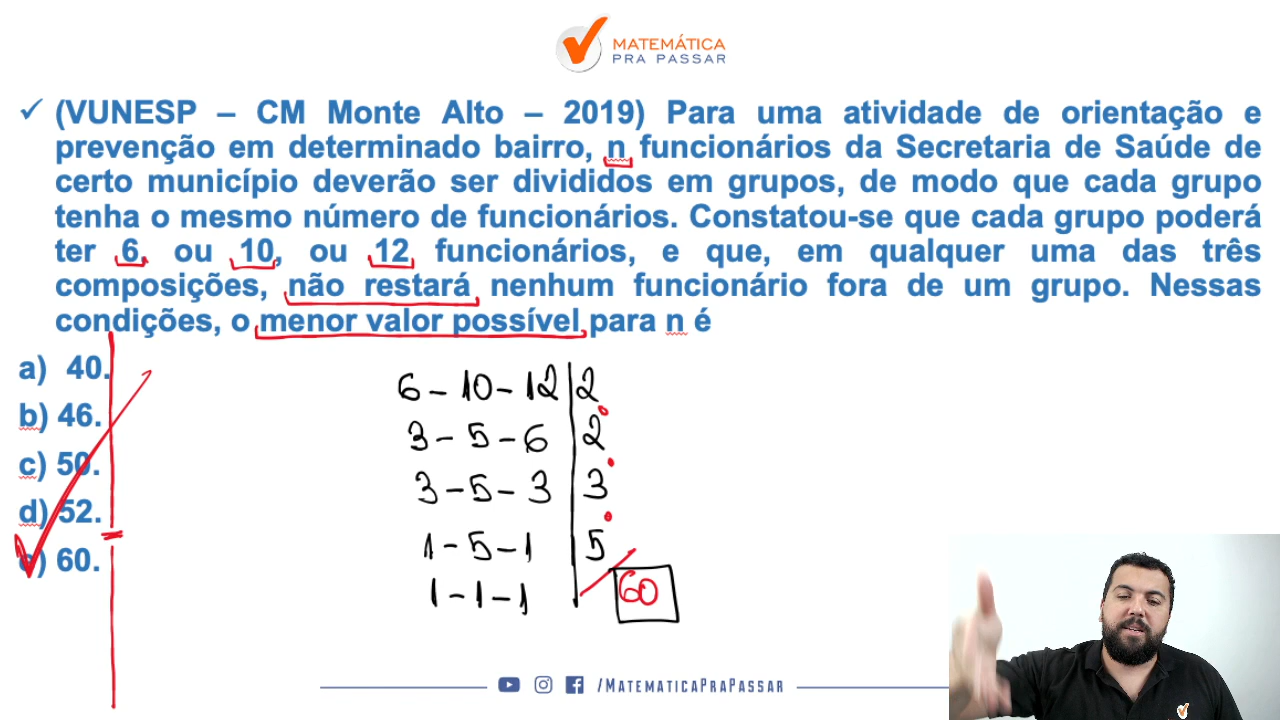 MATEMÁTICA
PRA PASSAR
(VUNESP – CM Monte Alto – 2019) Para uma atividade de orientação e
prevenção em determinado bairro, n funcionários da Secretaria de Saúde de
certo município deverão ser divididos em grupos, de modo que cada grupo
tenha o mesmo número de funcionários. Constatou-se que cada grupo poderá
ter 6, ou 10, ou 12 funcionários, e que, em qualquer uma das três
composições, não restará nenhum funcionário fora de um grupo. Nessas
condições, o menor valor possível para n é
a) 40.
b) 46.
c) 50.
d) 52.
e) 60.
6 – 10 – 12 | 2
3 – 5 – 6 | 2
3 – 5 – 3 | 3
1 – 5 – 1 | 5
1 – 1 – 1
60
/MATEMATICAPRAPASSAR